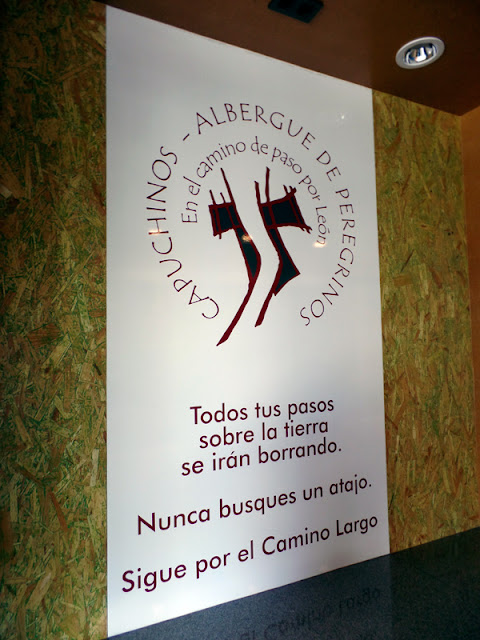 CAPUCHINOS - ALBERGUE DE PEREGRINOS
En el camino de paso por León
Todos tus pasos
sobre la tierra
se irán borrando.
Nunca busques un atajo.
Sigue por el Camino Largo